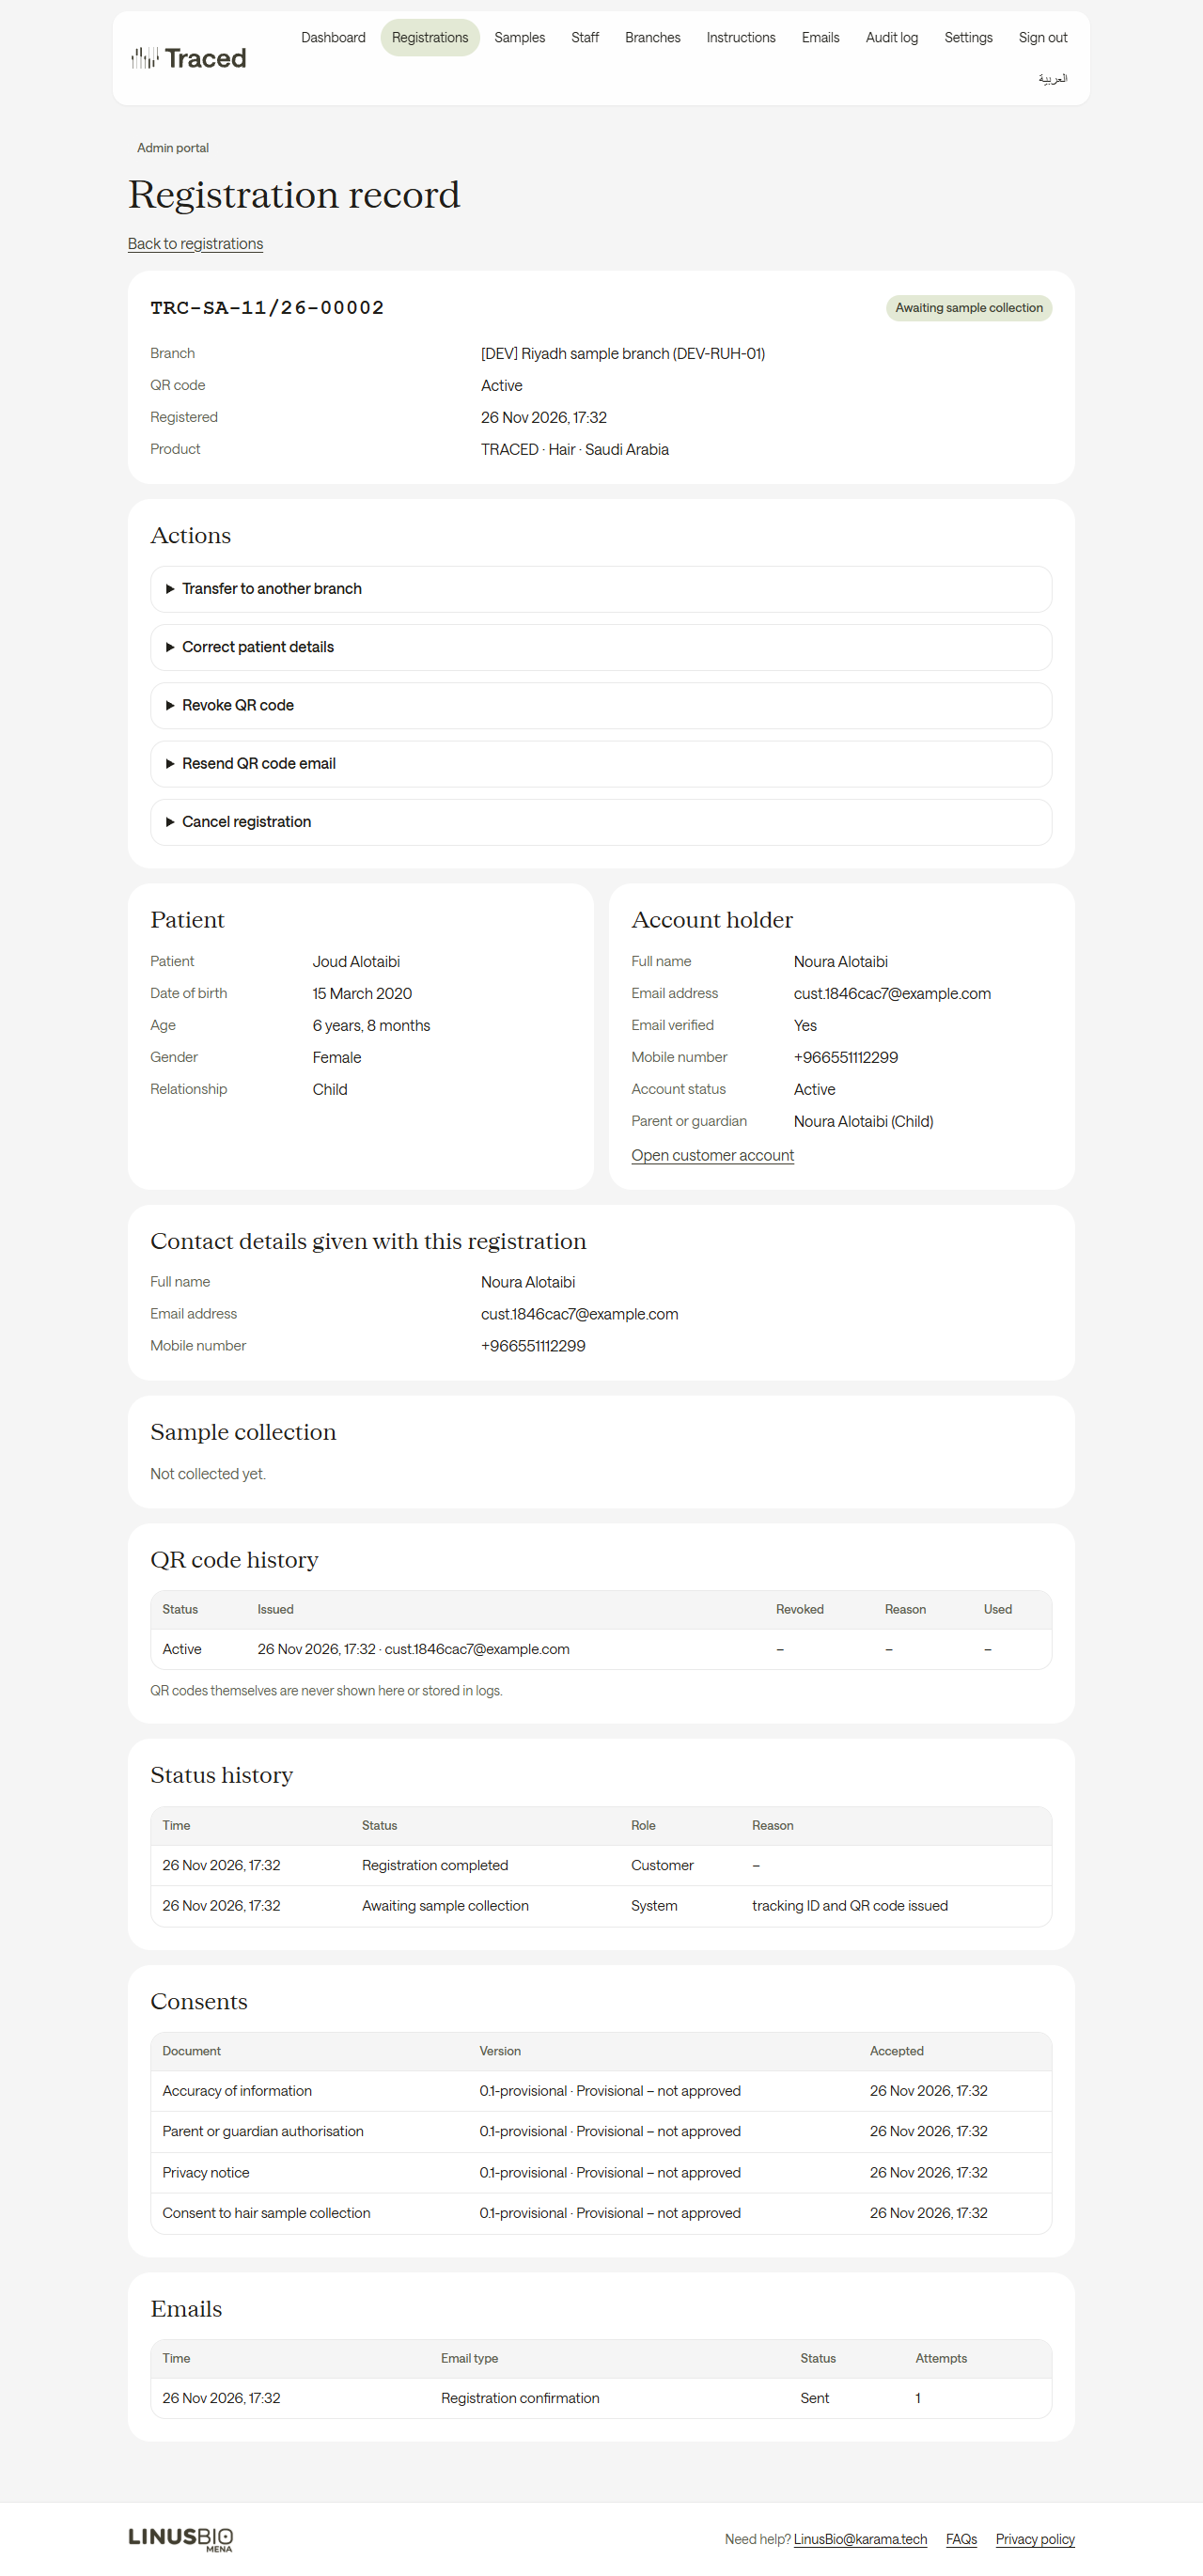 Traced
Dashboard Registrations Samples Staff Branches Instructions Emails Audit log Settings Sign out
العربية
Admin portal
Registration record
Back to registrations
TRC-SA-11/26-00002 Awaiting sample collection
Branch [DEV] Riyadh sample branch (DEV-RUH-01)
QR code Active
Registered 26 Nov 2026, 17:32
Product TRACED · Hair · Saudi Arabia
Actions
Transfer to another branch
Correct patient details
Revoke QR code
Resend QR code email
Cancel registration
Patient
Patient Joud Alotaibi
Date of birth 15 March 2020
Age 6 years, 8 months
Gender Female
Relationship Child
Account holder
Full name Noura Alotaibi
Email address cust.1846cac7@example.com
Email verified Yes
Mobile number +966551112299
Account status Active
Parent or guardian Noura Alotaibi (Child)
Open customer account
Contact details given with this registration
Full name Noura Alotaibi
Email address cust.1846cac7@example.com
Mobile number +966551112299
Sample collection
Not collected yet.
QR code history
Status Issued Revoked Reason Used
Active 26 Nov 2026, 17:32 · cust.1846cac7@example.com – – –
QR codes themselves are never shown here or stored in logs.
Status history
Time Status Role Reason
26 Nov 2026, 17:32 Registration completed Customer –
26 Nov 2026, 17:32 Awaiting sample collection System tracking ID and QR code issued
Consents
Document Version Accepted
Accuracy of information 0.1-provisional · Provisional – not approved 26 Nov 2026, 17:32
Parent or guardian authorisation 0.1-provisional · Provisional – not approved 26 Nov 2026, 17:32
Privacy notice 0.1-provisional · Provisional – not approved 26 Nov 2026, 17:32
Consent to hair sample collection 0.1-provisional · Provisional – not approved 26 Nov 2026, 17:32
Emails
Time Email type Status Attempts
26 Nov 2026, 17:32 Registration confirmation Sent 1
LINUSBIO
MENA
Need help? LinusBio@karama.tech FAQs Privacy policy